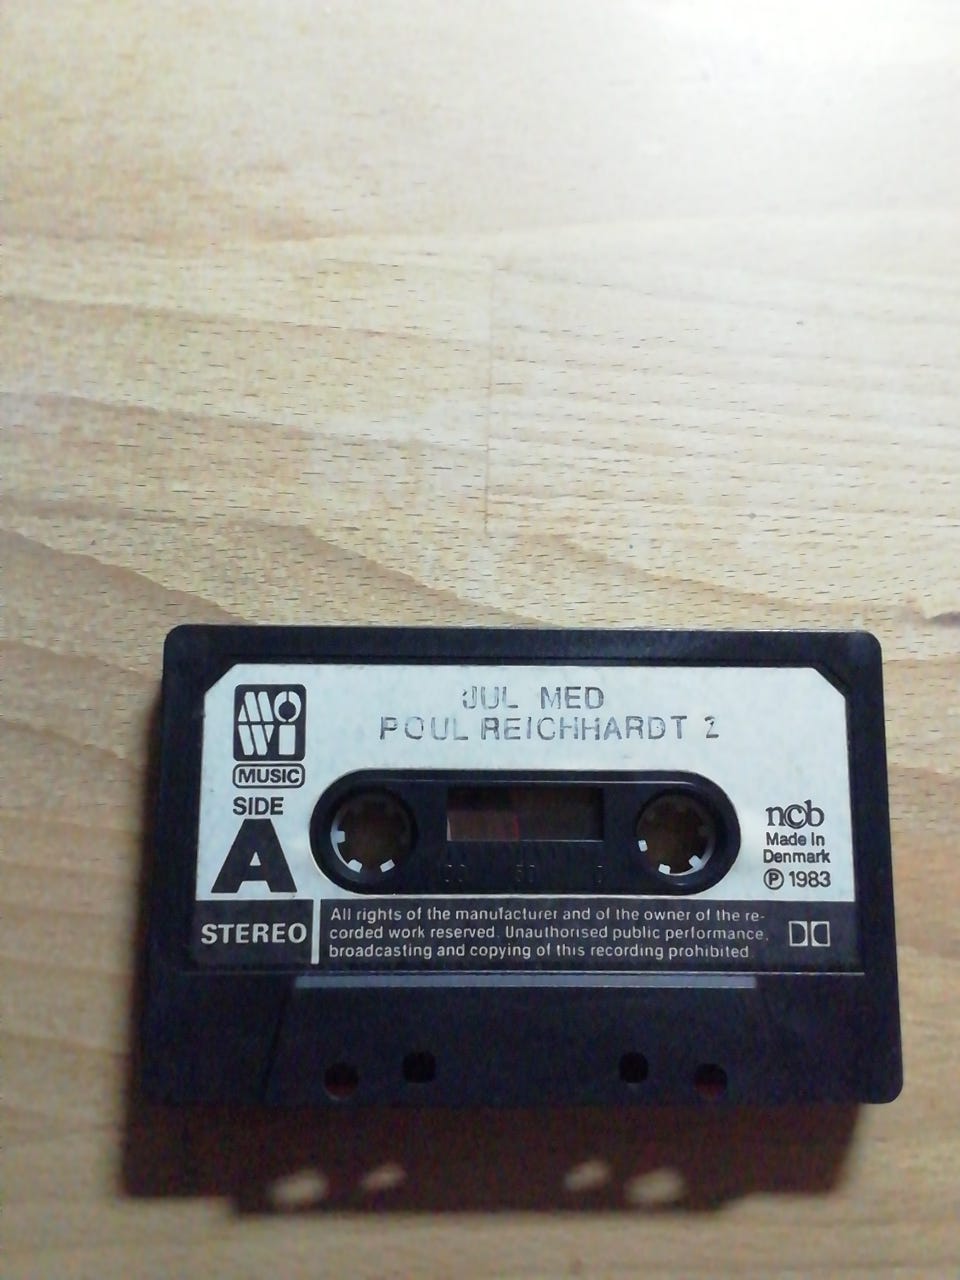 MOWI
MUSIC
JUL MED
POUL REICHHARDT 2
SIDE
A
ncb
Made in
Denmark
Ⓟ 1983
STEREO
All rights of the manufacturer and of the owner of the re-
corded work reserved. Unauthorised public performance,
broadcasting and copying of this recording prohibited.